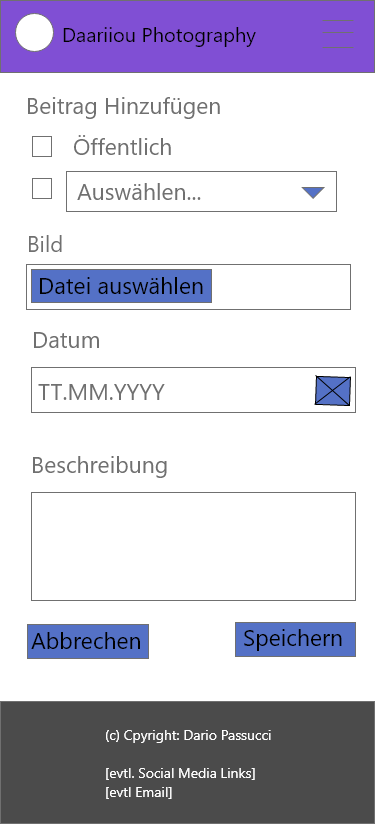 Daariiou Photography
Beitrag Hinzufügen
Öffentlich
Auswählen...
Bild
Datei auswählen
Datum
TT.MM.YYYY
Beschreibung
Abbrechen
Speichern
(c) Cpyright: Dario Passucci
[evtl. Social Media Links]
[evtl Email]